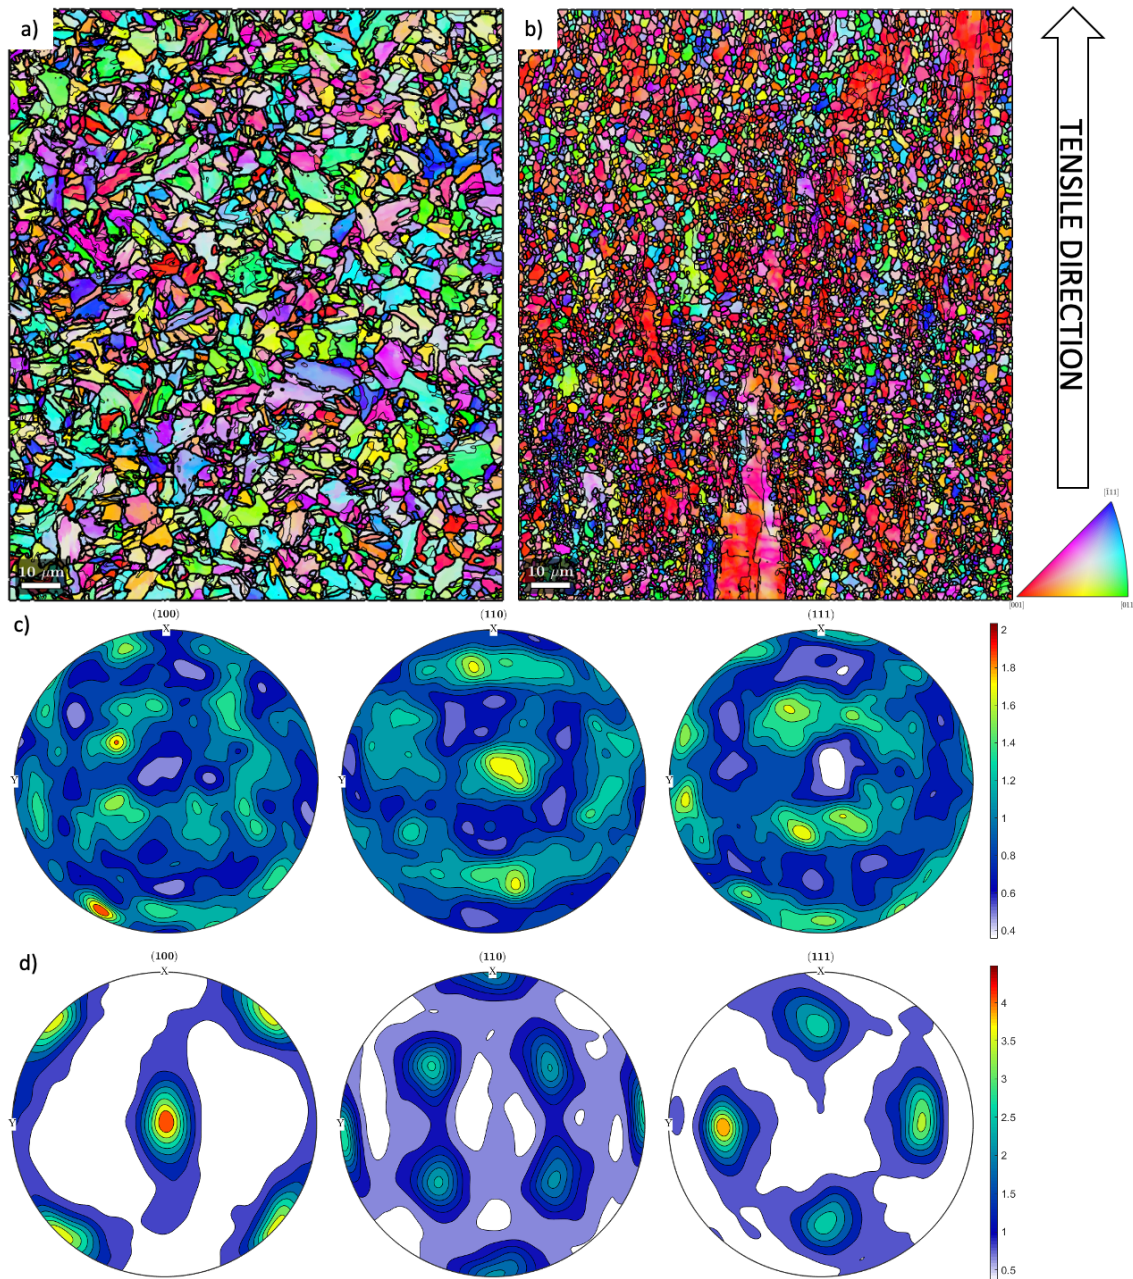 a)
b)
TENSILE DIRECTION
10 μm
10 μm
[1̄11]
[001]
[011]
c)
(100)
(110)
(111)
X
X
X
Y
Y
Y
2
1.8
1.6
1.4
1.2
1
0.8
0.6
0.4
d)
(100)
(110)
(111)
X
X
X
Y
Y
Y
4
3.5
3
2.5
2
1.5
1
0.5